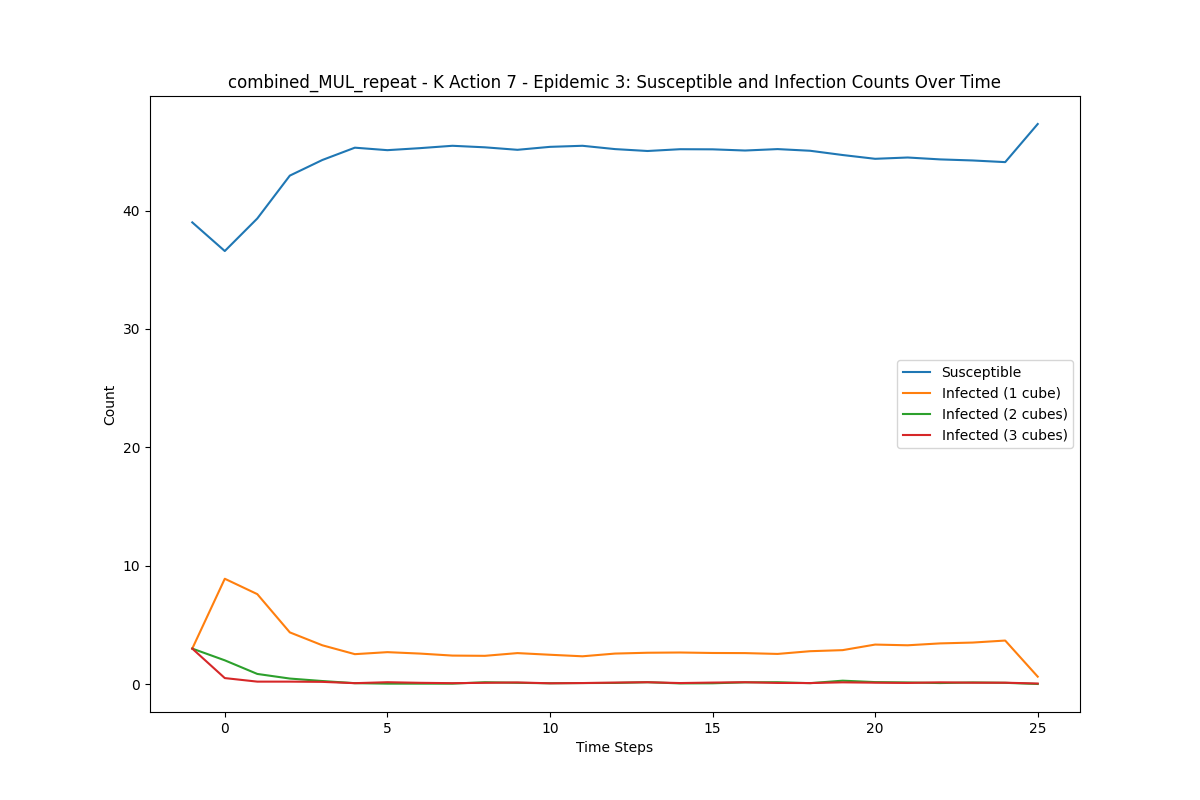 combined_MUL_repeat - K Action 7 - Epidemic 3: Susceptible and Infection Counts Over Time
Count
40
30
20
10
0
Susceptible
Infected (1 cube)
Infected (2 cubes)
Infected (3 cubes)
0 5 10 15 20 25
Time Steps